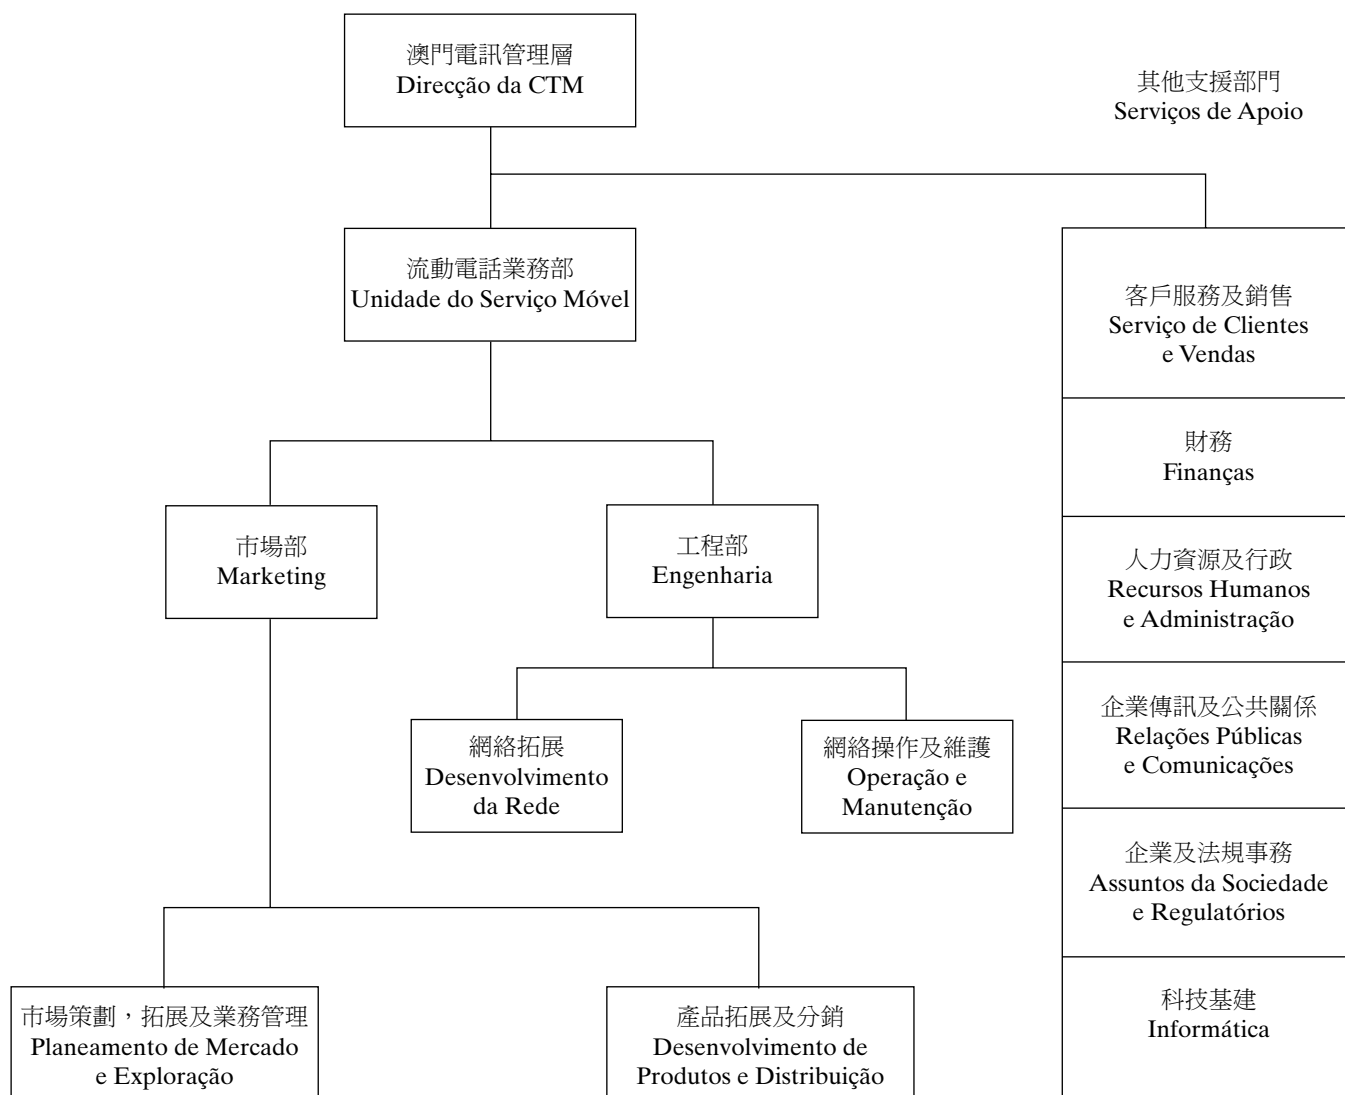 澳門電訊管理層
Direcção da CTM
其他支援部門
Serviços de Apoio
流動電話業務部
Unidade do Serviço Móvel
客戶服務及銷售
Serviço de Clientes
e Vendas
財務
Finanças
市場部
Marketing
工程部
Engenharia
人力資源及行政
Recursos Humanos
e Administração
網絡拓展
Desenvolvimento
da Rede
網絡操作及維護
Operação e
Manutenção
企業傳訊及公共關係
Relações Públicas
e Comunicações
企業及法規事務
Assuntos da Sociedade
e Regulatórios
市場策劃，拓展及業務管理
Planeamento de Mercado
e Exploração
產品拓展及分銷
Desenvolvimento de
Produtos e Distribuição
科技基建
Informática